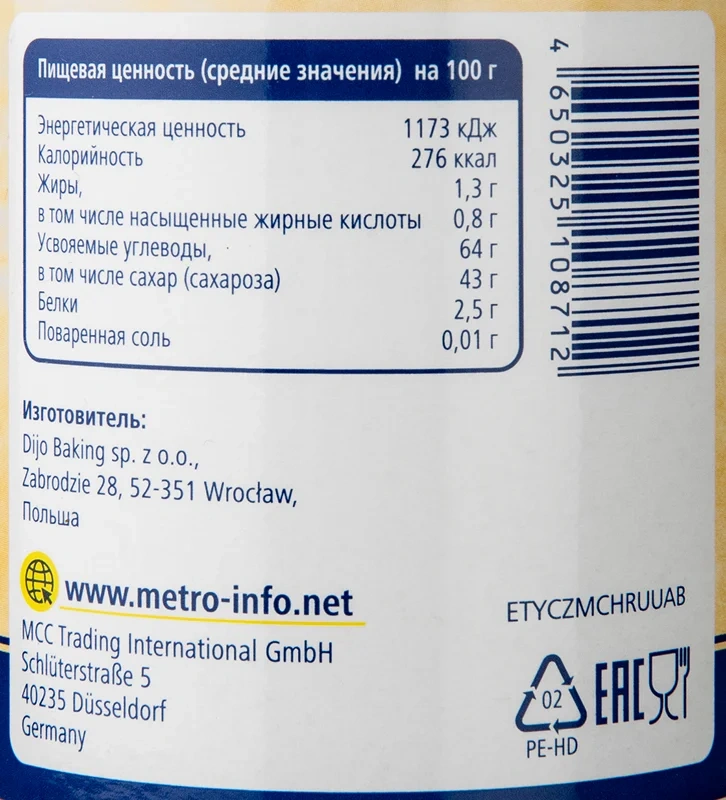 Пищевая ценность (средние значения) на 100 г
Энергетическая ценность 1173 кДж
Калорийность 276 ккал
Жиры, 1,3 г
в том числе насыщенные жирные кислоты 0,8 г
Усвояемые углеводы, 64 г
в том числе сахар (сахароза) 43 г
Белки 2,5 г
Поваренная соль 0,01 г
4 650325 108712
Изготовитель:
Dijo Baking sp. z o.o.,
Zabrodzie 28, 52-351 Wrocław,
Польша
www.metro-info.net
MCC Trading International GmbH
Schlüterstraße 5
40235 Düsseldorf
Germany
ETYCZMCHRUUAB
02
PE-HD
EAC